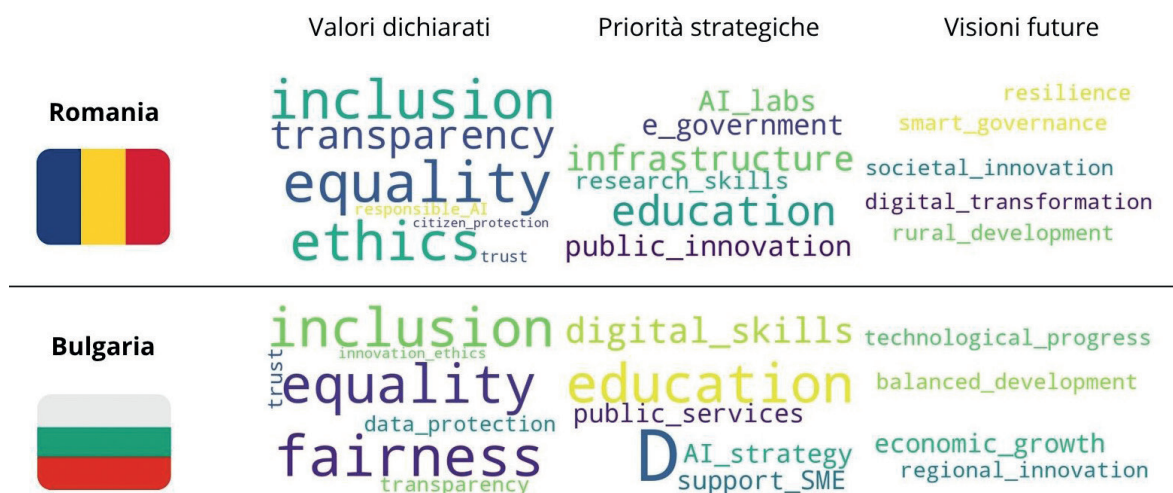 Valori dichiarati Priorità strategiche Visioni future
Romania
inclusion
transparency
equality
responsible_AI
citizen_protection
ethics
trust
AI_labs
e_government
infrastructure
research_skills
education
public_innovation
resilience
smart_governance
societal_innovation
digital_transformation
rural_development
Bulgaria
inclusion
innovation_ethics
trust
equality
data_protection
fairness
transparency
digital_skills
education
public_services
D
AI_strategy
support_SME
technological_progress
balanced_development
economic_growth
regional_innovation